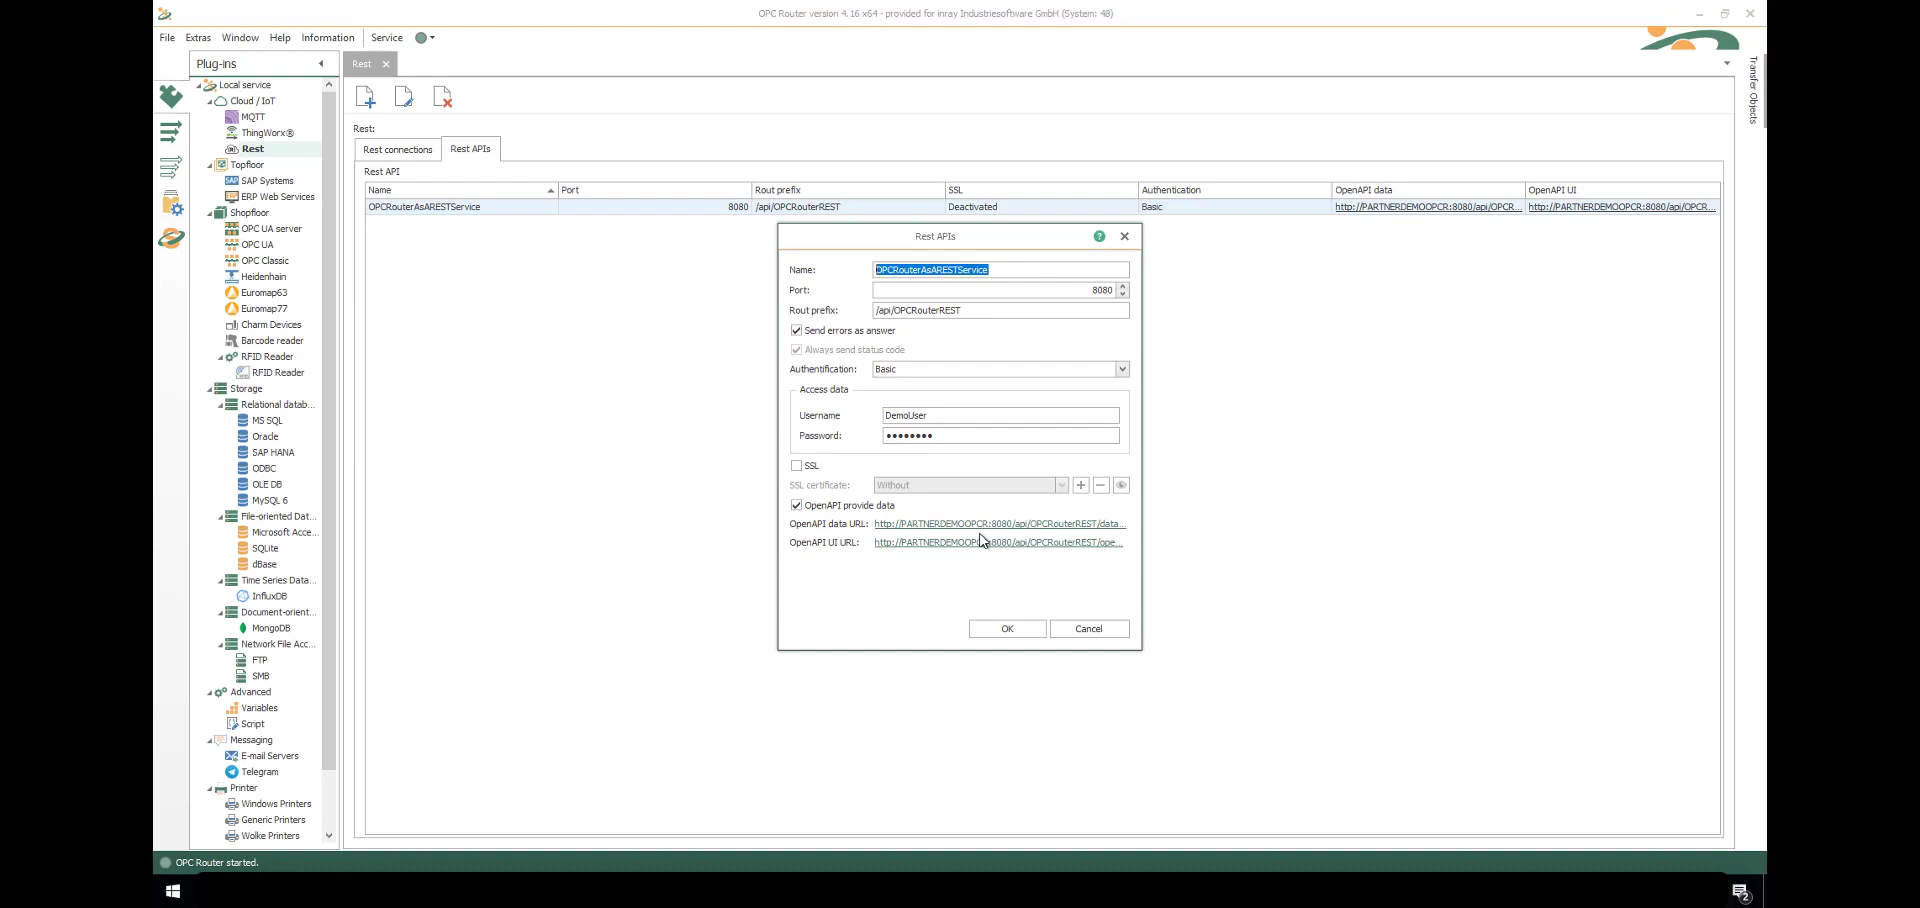 OPC Router version 4.16 x64 - provided for inray Industriesoftware GmbH (System: 48)
File Extras Window Help Information Service
Plug-ins
Local service
Cloud / IoT
MQTT
ThingWorx®
Rest
Topfloor
SAP Systems
ERP Web Services
Shopfloor
OPC UA server
OPC UA
OPC Classic
Heidenhain
Euromap63
Euromap77
Charm Devices
Barcode reader
RFID Reader
RFID Reader
Storage
Relational datab...
MS SQL
Oracle
SAP HANA
ODBC
OLE DB
MySQL 6
File-oriented Dat...
Microsoft Acce...
SQLite
dBase
Time Series Data...
InfluxDB
Document-orient...
MongoDB
Network File Acc...
FTP
SMB
Advanced
Variables
Script
Messaging
E-mail Servers
Telegram
Printer
Windows Printers
Generic Printers
Wolke Printers
Rest
Rest:
Rest connections Rest APIs
Rest API
Name Port Rout prefix SSL Authentication OpenAPI data OpenAPI UI
OPCRouterAsARESTService 8080 /api/OPCRouterREST Deactivated Basic http://PARTNERDEMOOPCR:8080/api/OPCR... http://PARTNERDEMOOPCR:8080/api/OPCR...
Rest APIs ?
Name: OPCRouterAsARESTService
Port: 8080
Rout prefix: /api/OPCRouterREST
Send errors as answer
Always send status code
Authentification: Basic
Access data
Username DemoUser
Password: ••••••••
SSL
SSL certificate: Without
OpenAPI provide data
OpenAPI data URL: http://PARTNERDEMOOPCR:8080/api/OPCRouterREST/data...
OpenAPI UI URL: http://PARTNERDEMOOPCR:8080/api/OPCRouterREST/ope...
OK Cancel
Transfer Objects
OPC Router started.
2